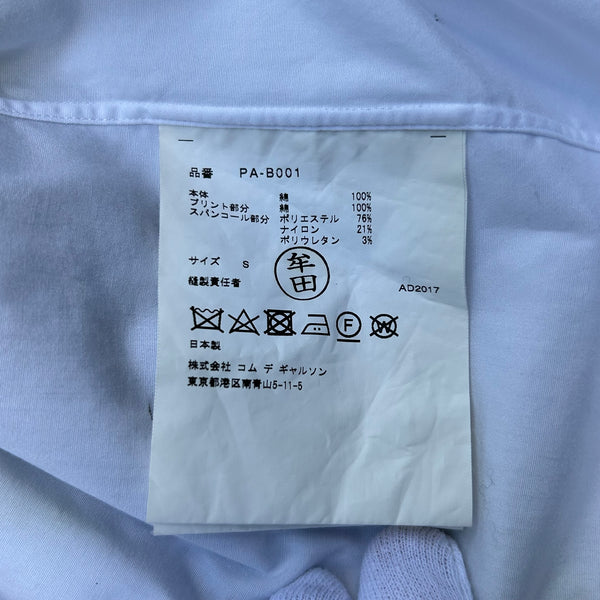 品番 PA-B001
本体 綿 100%
プリント部分 綿 100%
スパンコール部分 ポリエステル 76%
ナイロン 21%
ポリウレタン 3%
サイズ S
牟田
縫製責任者 AD2017
F W
日本製
株式会社 コム デ ギャルソン
東京都港区南青山5-11-5